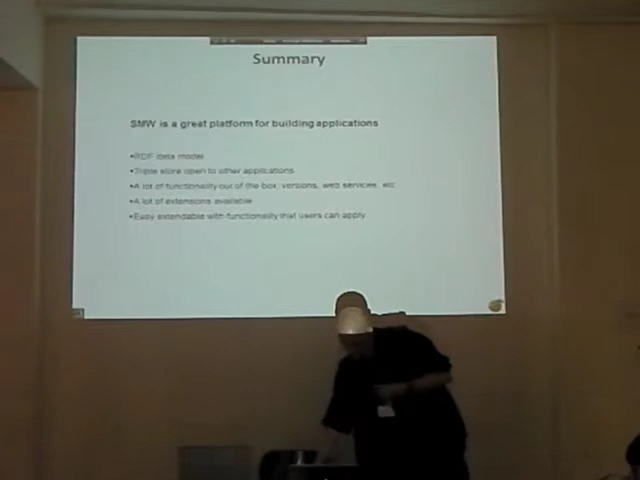 Summary
SMW is a great platform for building applications
•RDF data model
•Triple store open to other applications
•A lot of functionality out of the box: versions, web services, etc
•A lot of extensions available
•Easy extendable with functionality that users can apply